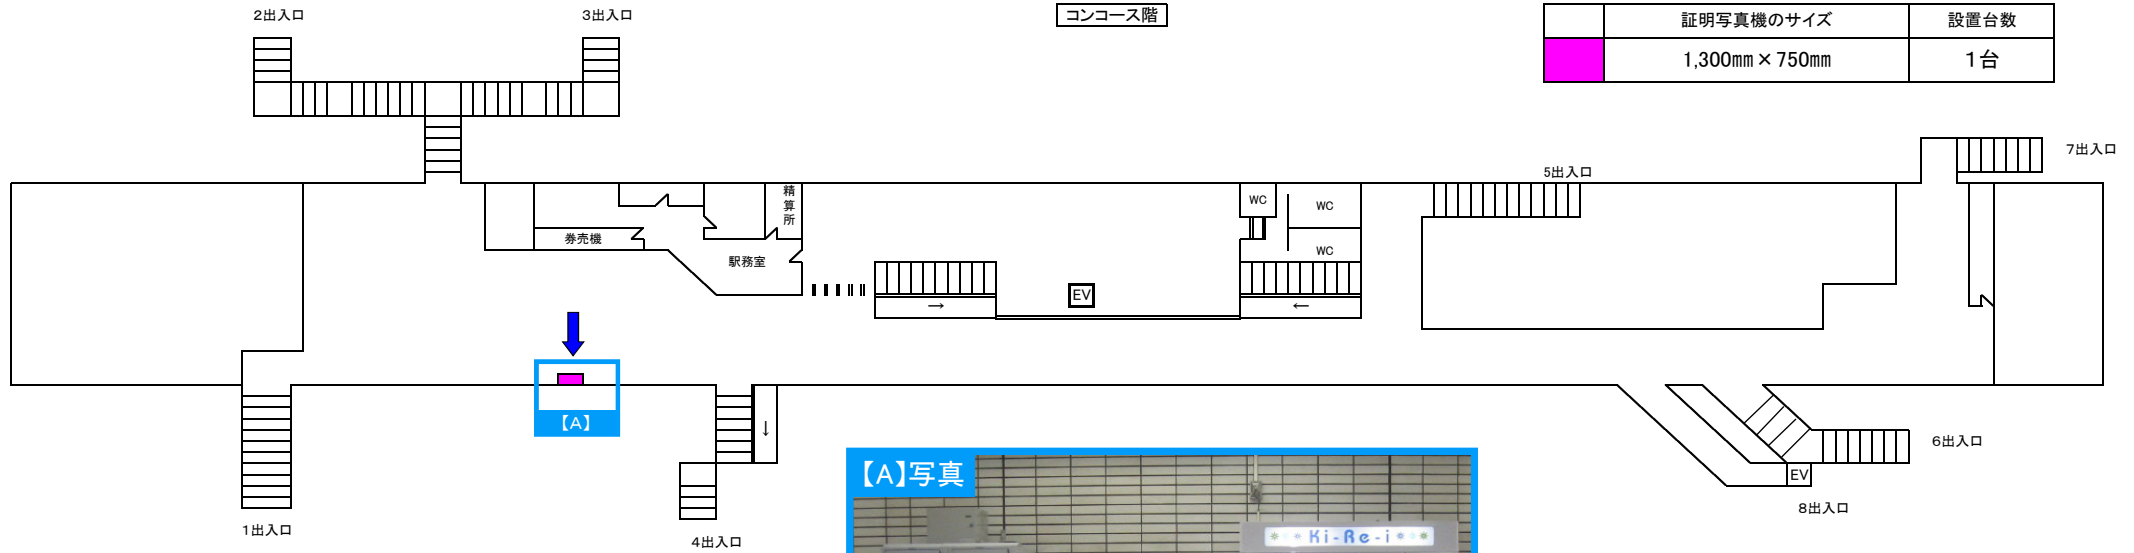 2出入口
3出入口
コンコース階
証明写真機のサイズ 設置台数
1,300mm×750mm 1台
7出入口
5出入口
精算所
WC
WC
WC
券売機
駅務室
EV
→
←
【A】
↓
6出入口
EV
8出入口
1出入口
4出入口
【A】写真
Ki-Re-i